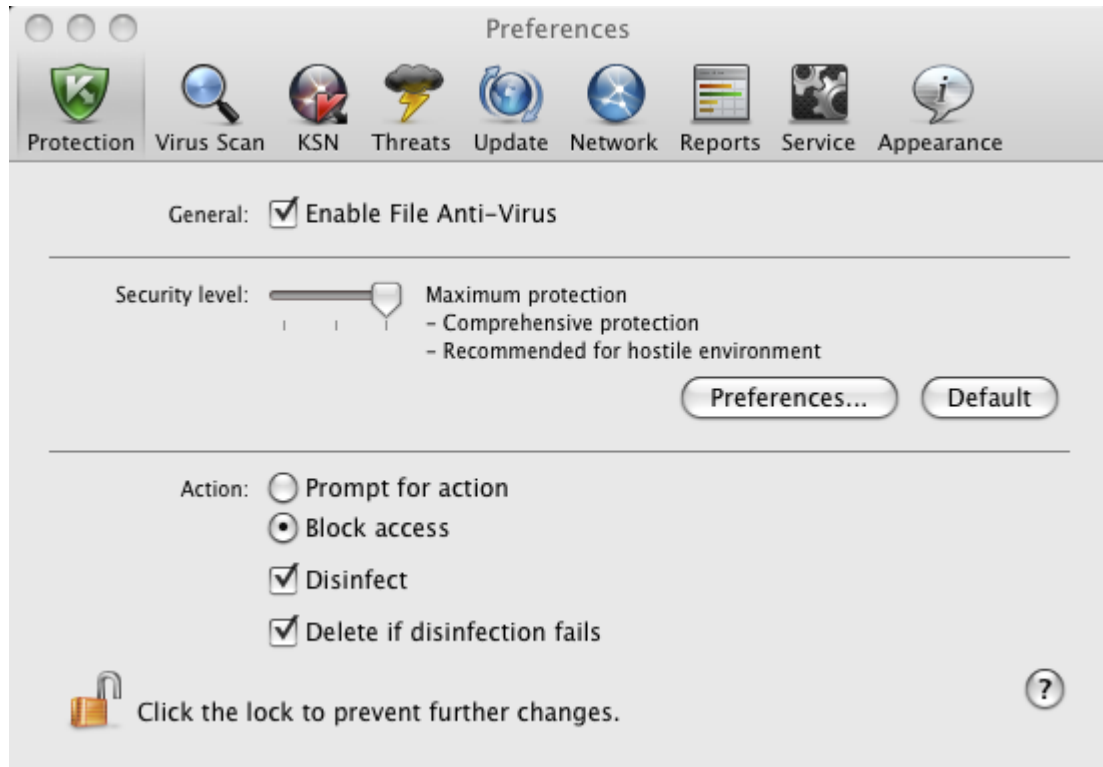 Preferences
Protection Virus Scan KSN Threats Update Network Reports Service Appearance
General: Enable File Anti-Virus
Security level: Maximum protection
- Comprehensive protection
- Recommended for hostile environment
Preferences... Default
Action: Prompt for action
Block access
Disinfect
Delete if disinfection fails
Click the lock to prevent further changes.
?